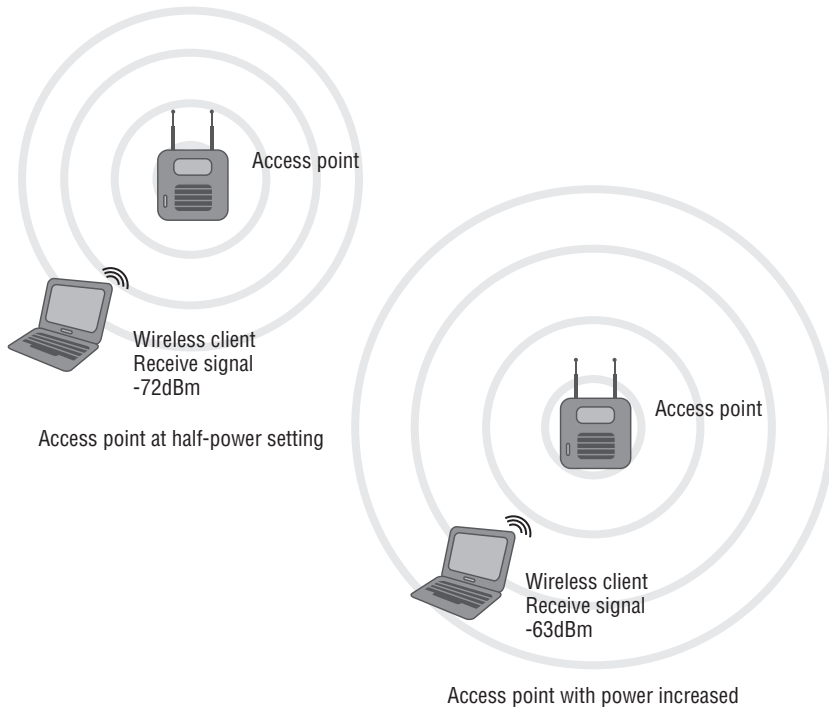 Access point
Wireless client
Receive signal
-72dBm
Access point at half-power setting
Access point
Wireless client
Receive signal
-63dBm
Access point with power increased